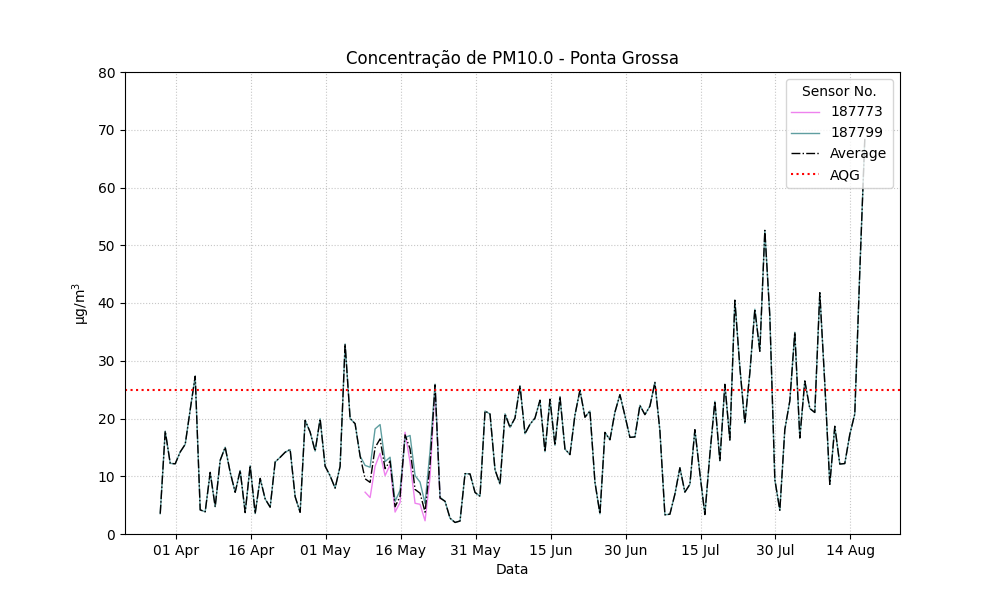 Concentração de PM10.0 - Ponta Grossa
80
70
60
50
40
30
20
10
0
µg/m³
Sensor No.
187773
187799
Average
AQG
01 Apr
16 Apr
01 May
16 May
31 May
15 Jun
30 Jun
15 Jul
30 Jul
14 Aug
Data